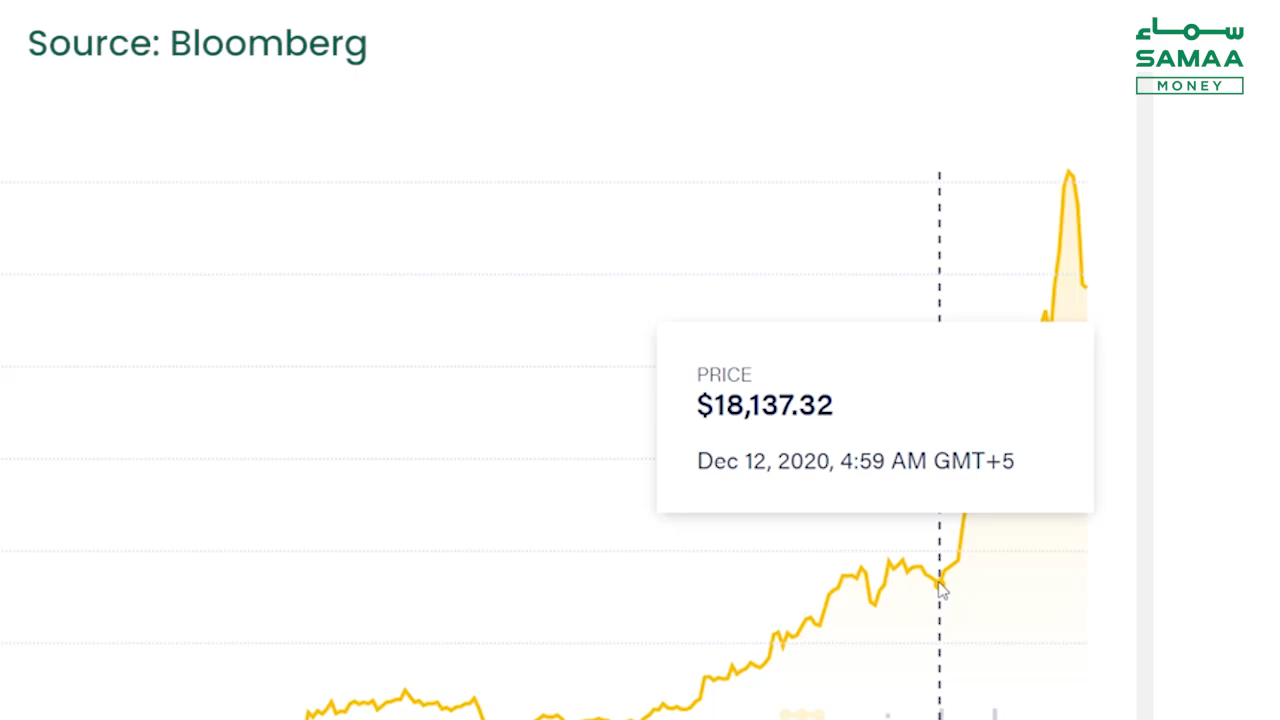 Source: Bloomberg
سماء
SAMAA
MONEY
PRICE
$18,137.32
Dec 12, 2020, 4:59 AM GMT+5